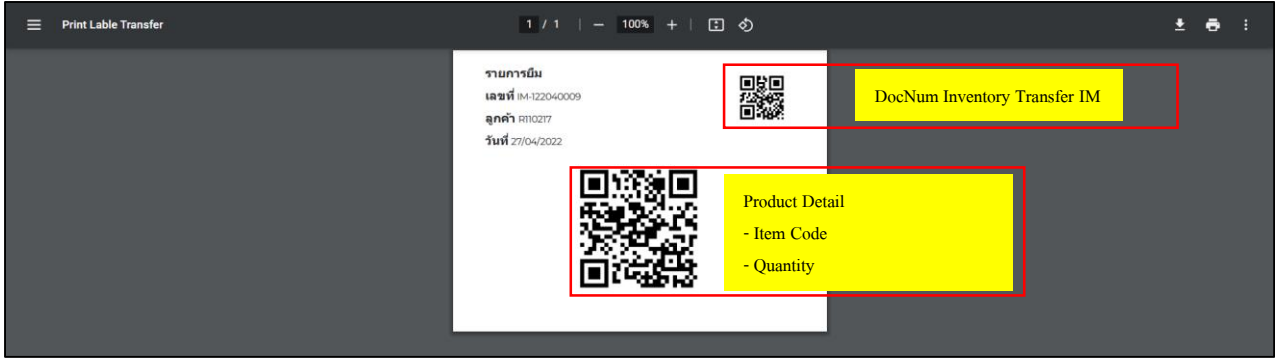 Print Lable Transfer
1 / 1
100%
รายการยืม
เลขที่ IM-122040009
ลูกค้า R110217
วันที่ 27/04/2022
DocNum Inventory Transfer IM
Product Detail
- Item Code
- Quantity